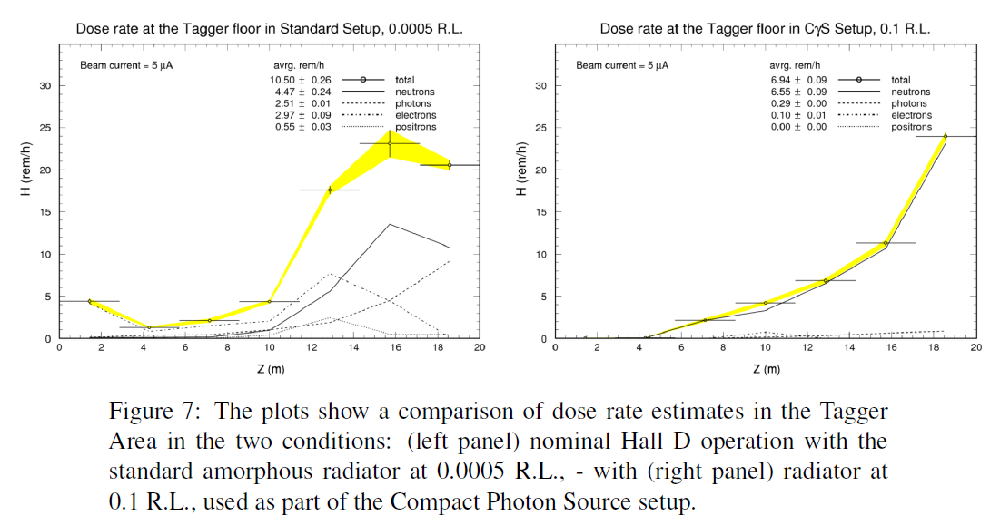 Dose rate at the Tagger floor in Standard Setup, 0.0005 R.L.
Beam current = 5 μA
avrg. rem/h
10.50 ± 0.26 total
4.47 ± 0.24 neutrons
2.51 ± 0.01 photons
2.97 ± 0.09 electrons
0.55 ± 0.03 positrons
H (rem/h)
30
25
20
15
10
5
0
0 2 4 6 8 10 12 14 16 18 20
Z (m)
Dose rate at the Tagger floor in CγS Setup, 0.1 R.L.
Beam current = 5 μA
avrg. rem/h
6.94 ± 0.09 total
6.55 ± 0.09 neutrons
0.29 ± 0.00 photons
0.10 ± 0.01 electrons
0.00 ± 0.00 positrons
H (rem/h)
30
25
20
15
10
5
0
0 2 4 6 8 10 12 14 16 18 20
Z (m)
Figure 7: The plots show a comparison of dose rate estimates in the Tagger
Area in the two conditions: (left panel) nominal Hall D operation with the
standard amorphous radiator at 0.0005 R.L., - with (right panel) radiator at
0.1 R.L., used as part of the Compact Photon Source setup.